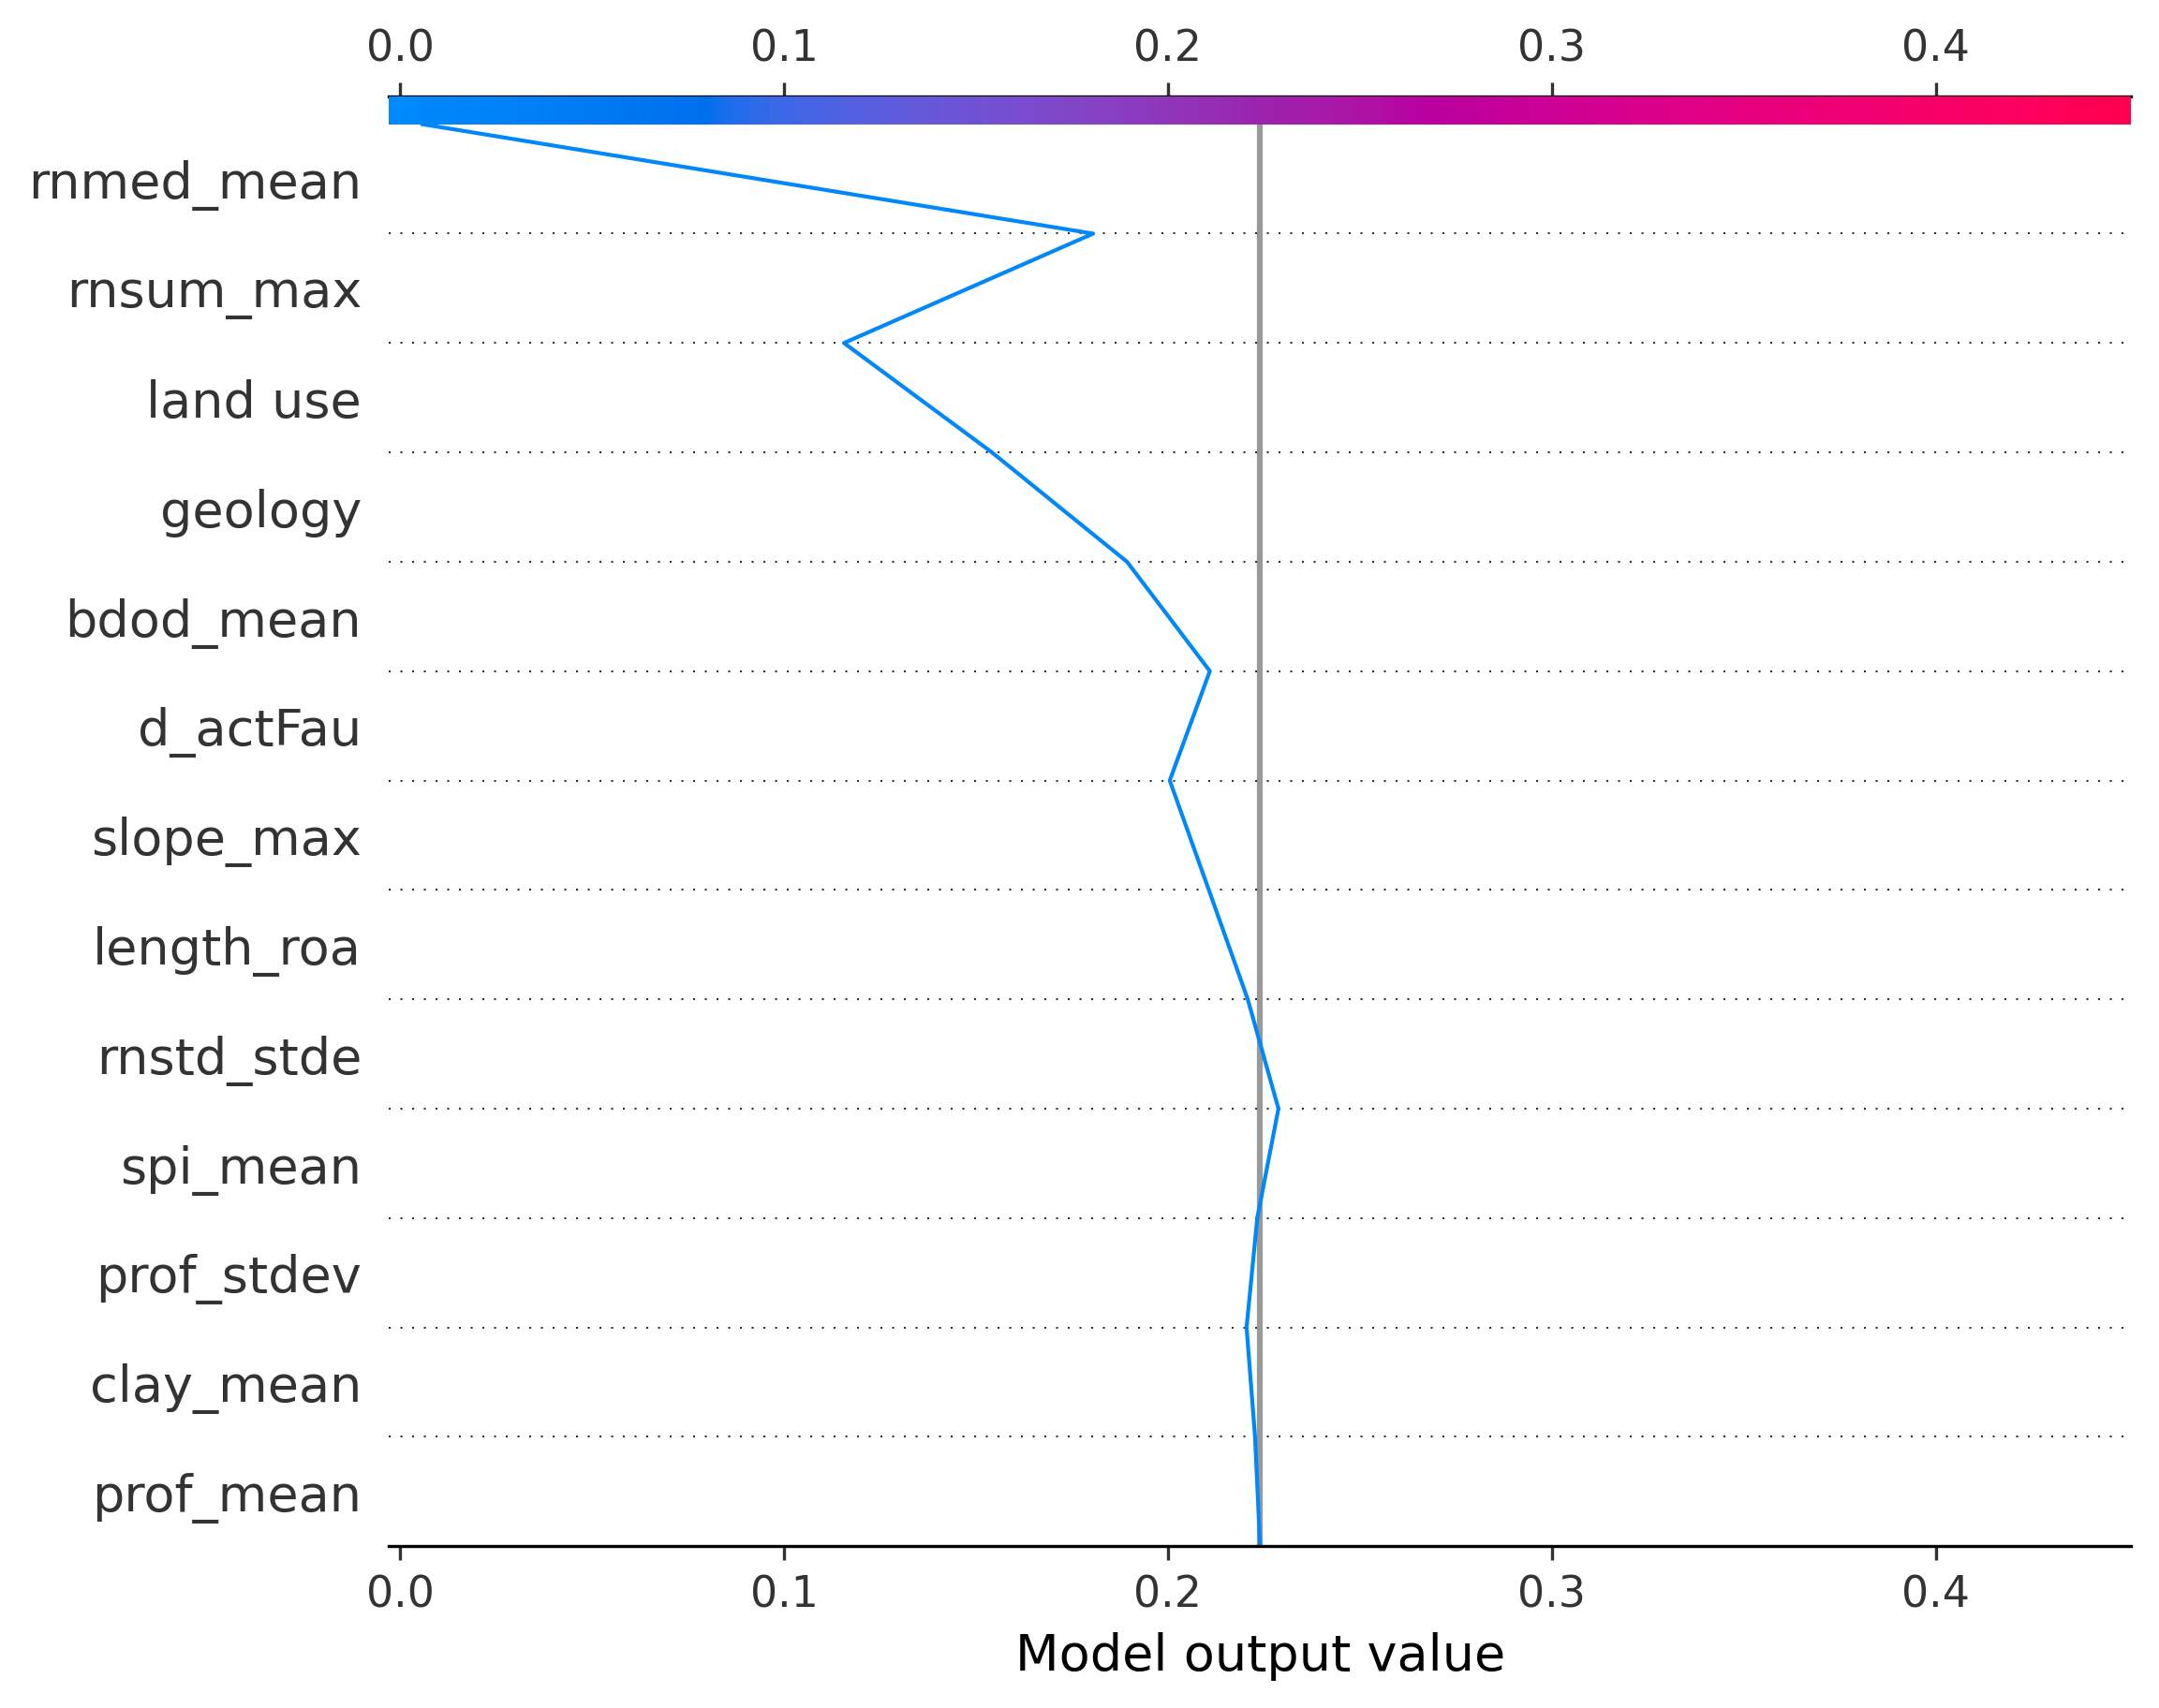 0.0 0.1 0.2 0.3 0.4
rnmed_mean
rnsum_max
land use
geology
bdod_mean
d_actFau
slope_max
length_roa
rnstd_stde
spi_mean
prof_stdev
clay_mean
prof_mean
0.0 0.1 0.2 0.3 0.4
Model output value